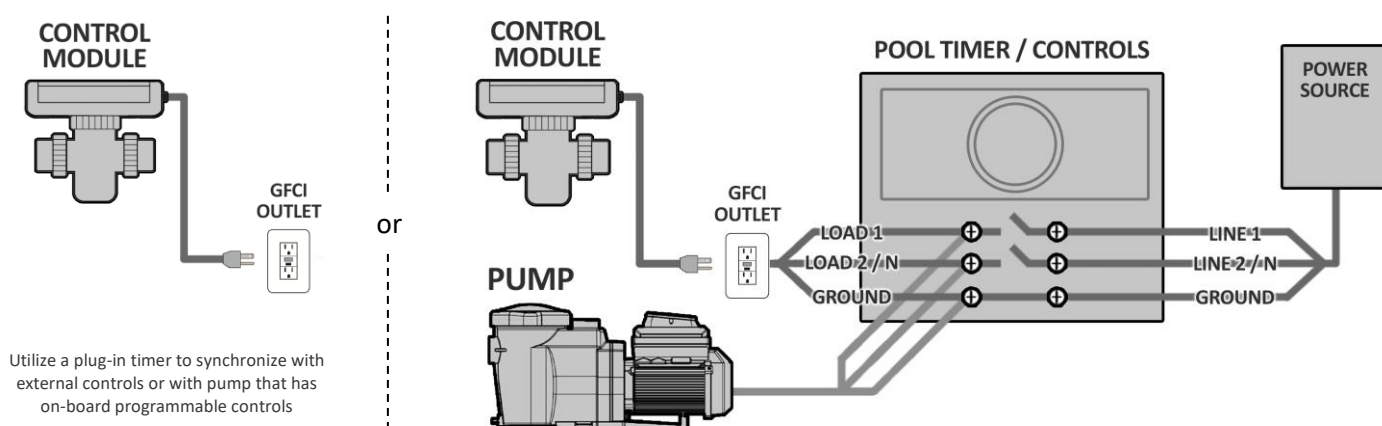 CONTROL
MODULE
GFCI
OUTLET
Utilize a plug-in timer to synchronize with
external controls or with pump that has
on-board programmable controls
or
CONTROL
MODULE
GFCI
OUTLET
PUMP
POOL TIMER / CONTROLS
LOAD 1
LOAD 2 / N
GROUND
LINE 1
LINE 2 / N
GROUND
POWER
SOURCE